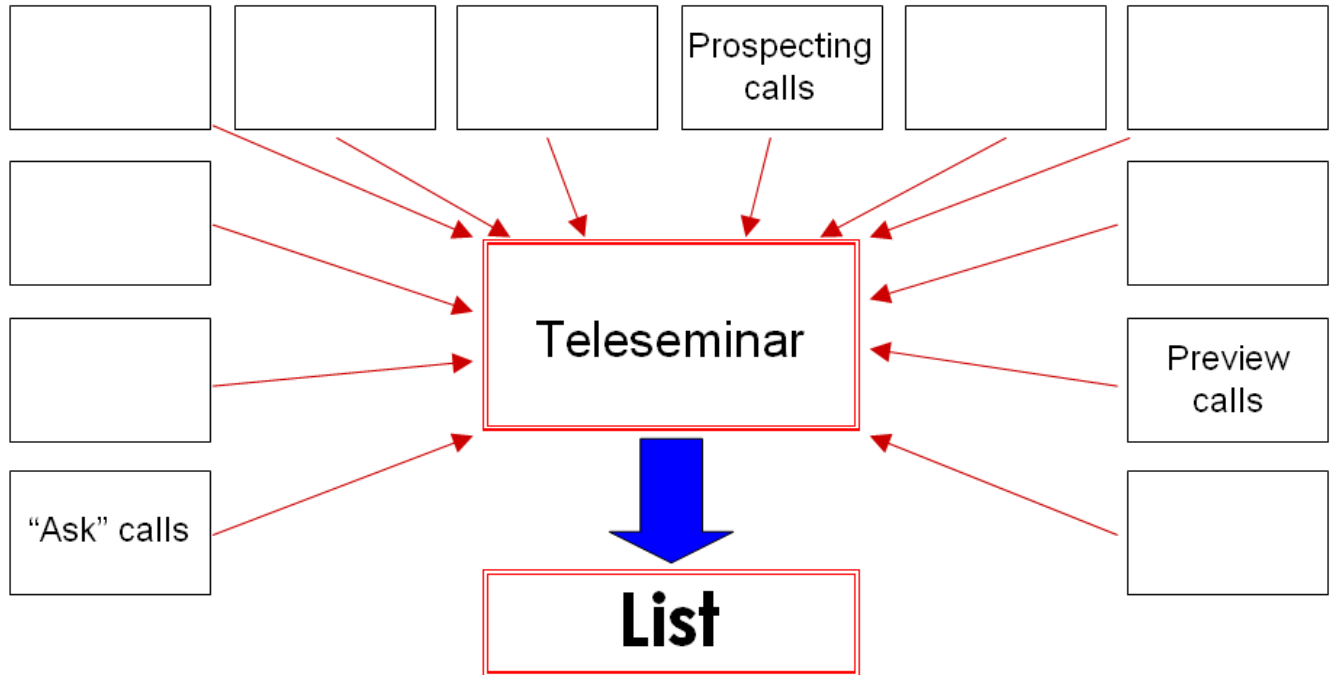 Prospecting
calls
Teleseminar
Preview
calls
“Ask” calls
List